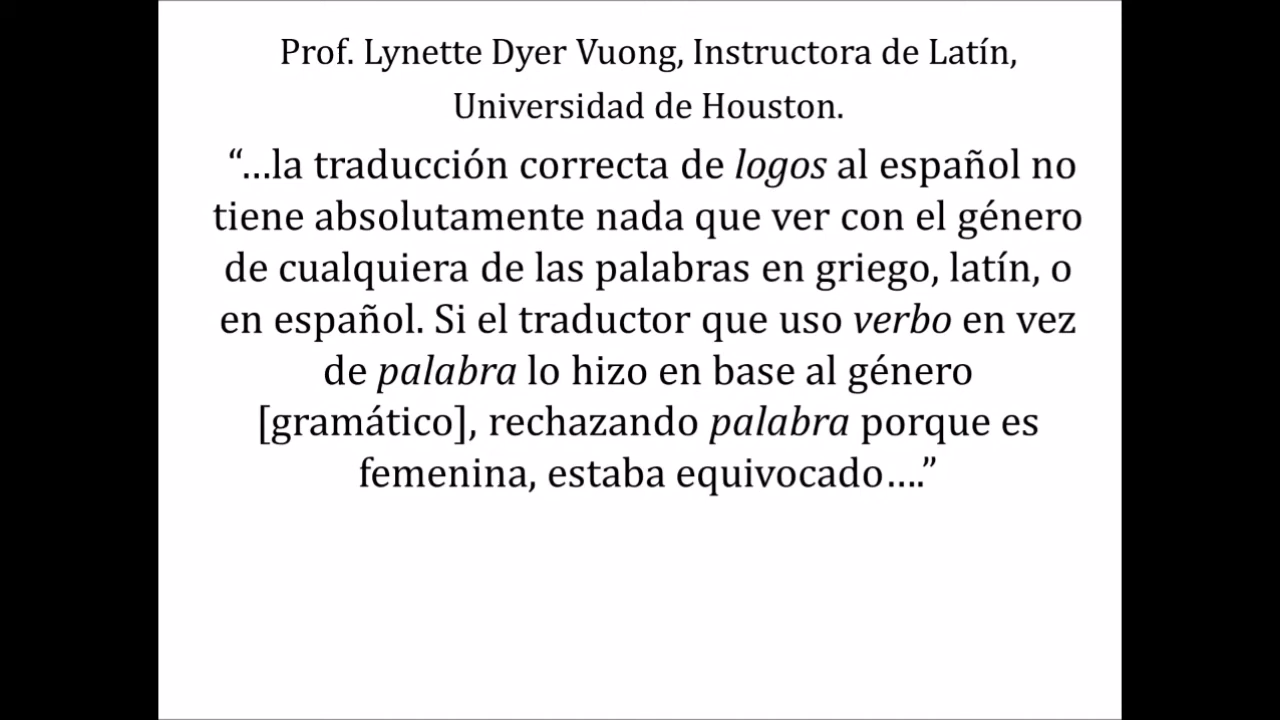 Prof. Lynette Dyer Vuong, Instructora de Latín,
Universidad de Houston.
“…la traducción correcta de logos al español no
tiene absolutamente nada que ver con el género
de cualquiera de las palabras en griego, latín, o
en español. Si el traductor que uso verbo en vez
de palabra lo hizo en base al género
[gramático], rechazando palabra porque es
femenina, estaba equivocado….”